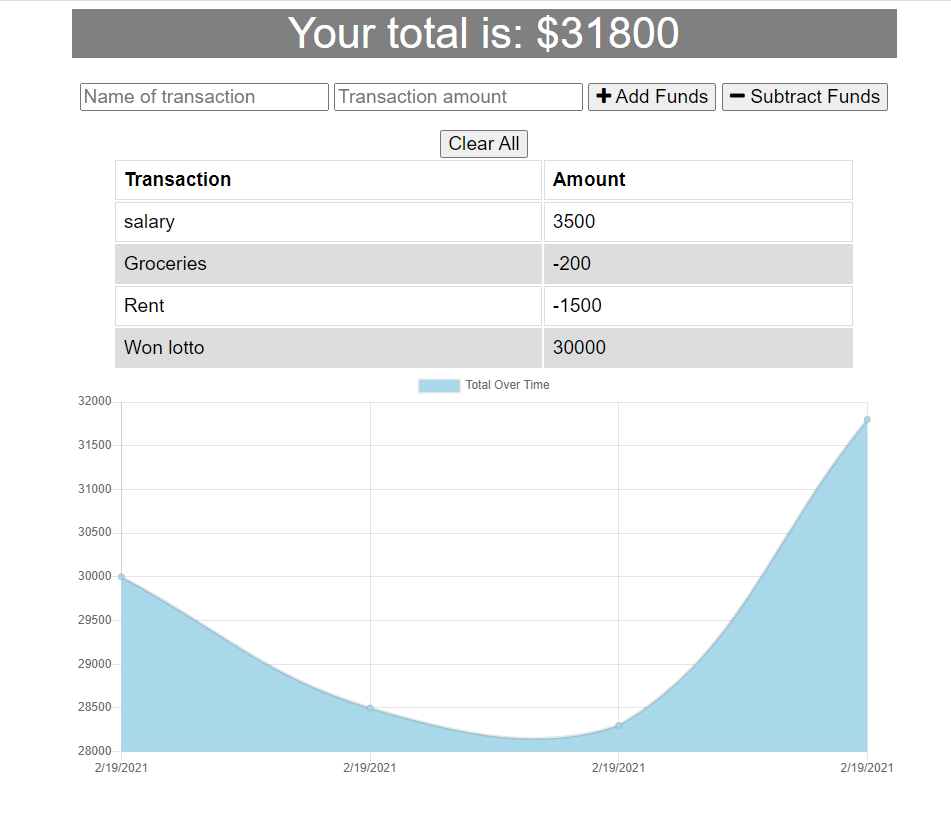 Your total is: $31800
Name of transaction Transaction amount Add Funds Subtract Funds
Clear All
Transaction Amount
salary 3500
Groceries -200
Rent -1500
Won lotto 30000
Total Over Time
32000
31500
31000
30500
30000
29500
29000
28500
28000
2/19/2021 2/19/2021 2/19/2021 2/19/2021